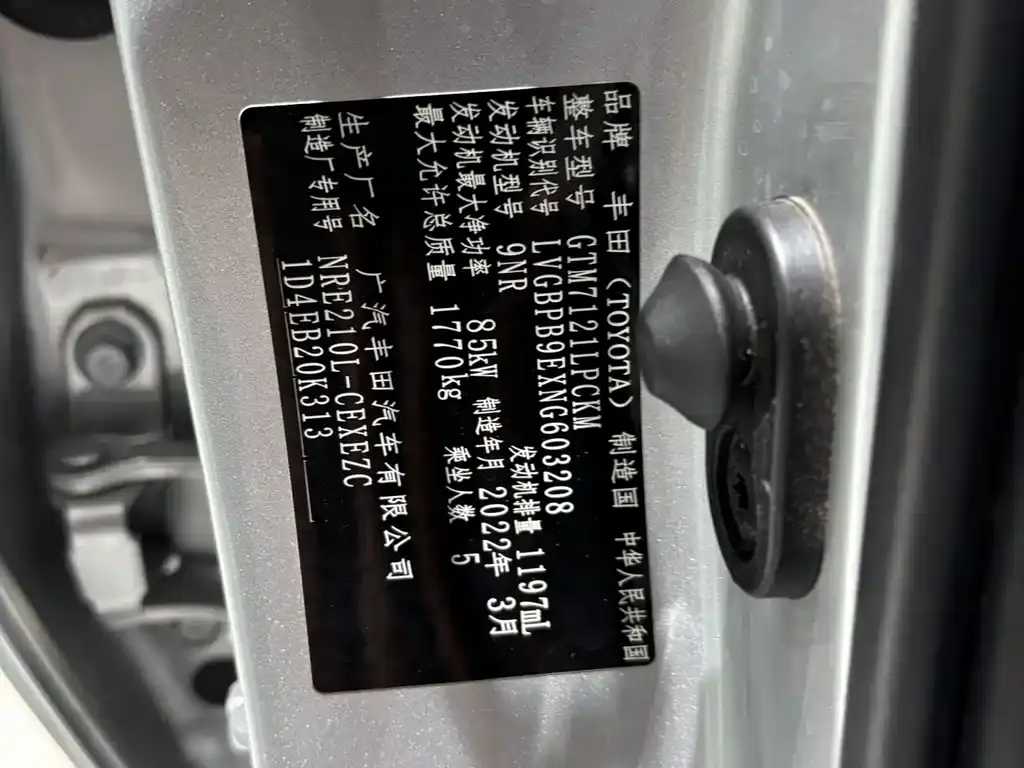 品牌 丰田（TOYOTA） 制造国 中华人民共和国
整车型号 GTM7121LPCKM
车辆识别代号 LVGBPB9EXNG603208
发动机型号 9NR 发动机排量 1197mL
发动机最大净功率 85kW 制造年月 2022年 3月
最大允许总质量 1770kg 乘坐人数 5
生产厂名 广汽丰田汽车有限公司
制造厂专用号 NRE210L-CEXEZC
1D4EB20K313